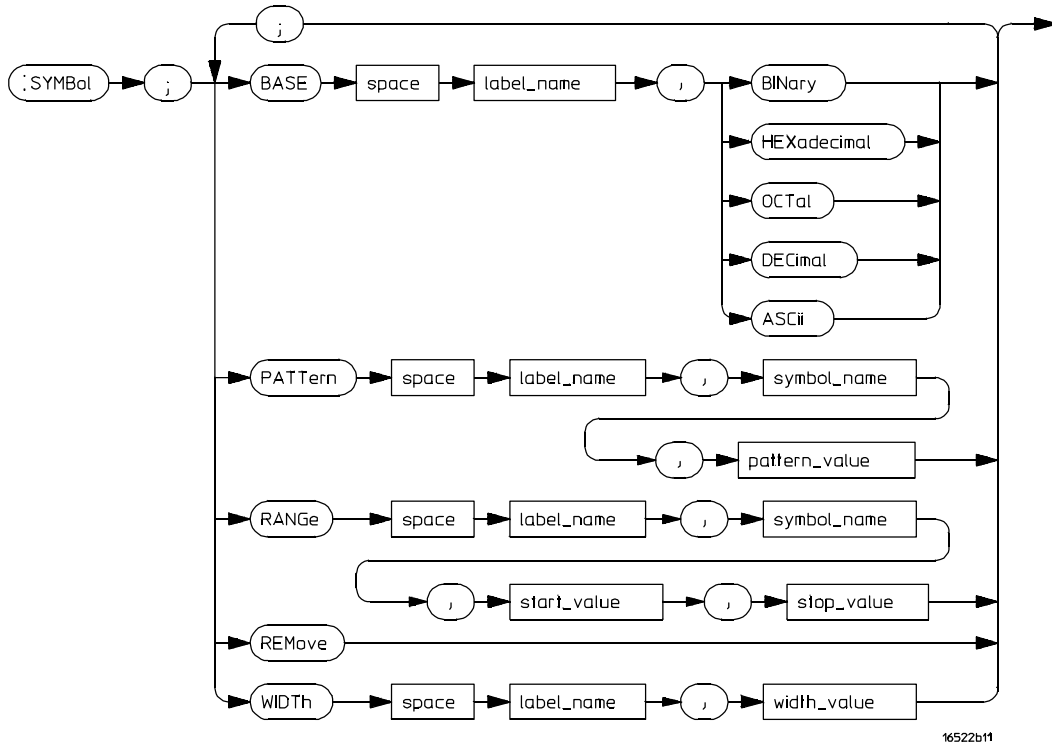 ;
:SYMBol ; BASE space label_name , BINary
HEXadecimal
OCTal
DECimal
ASCii
PATTern space label_name , symbol_name
, pattern_value
RANGe space label_name , symbol_name
, start_value , stop_value
REMove
WIDTh space label_name , width_value
16522b11